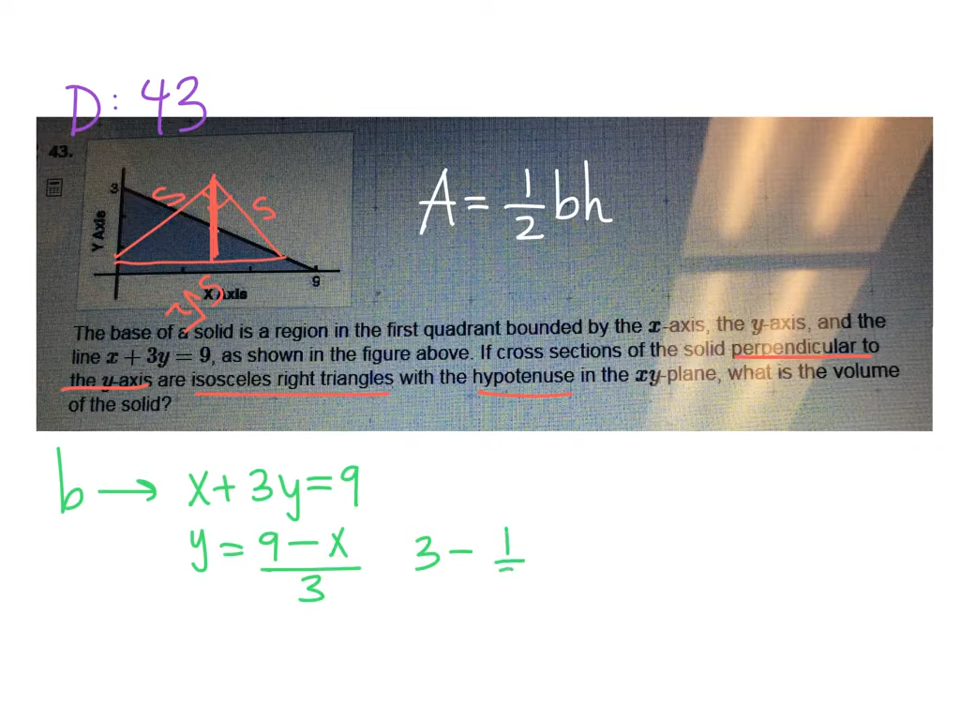 D: 43
43.
3
S
S
Y Axis
X Axis
9
A = 1/2 bh
The base of a solid is a region in the first quadrant bounded by the x-axis, the y-axis, and the
line x + 3y = 9, as shown in the figure above. If cross sections of the solid perpendicular to
the y-axis are isosceles right triangles with the hypotenuse in the xy-plane, what is the volume
of the solid?
b → x + 3y = 9
y = (9 − x)/3   3 − 1